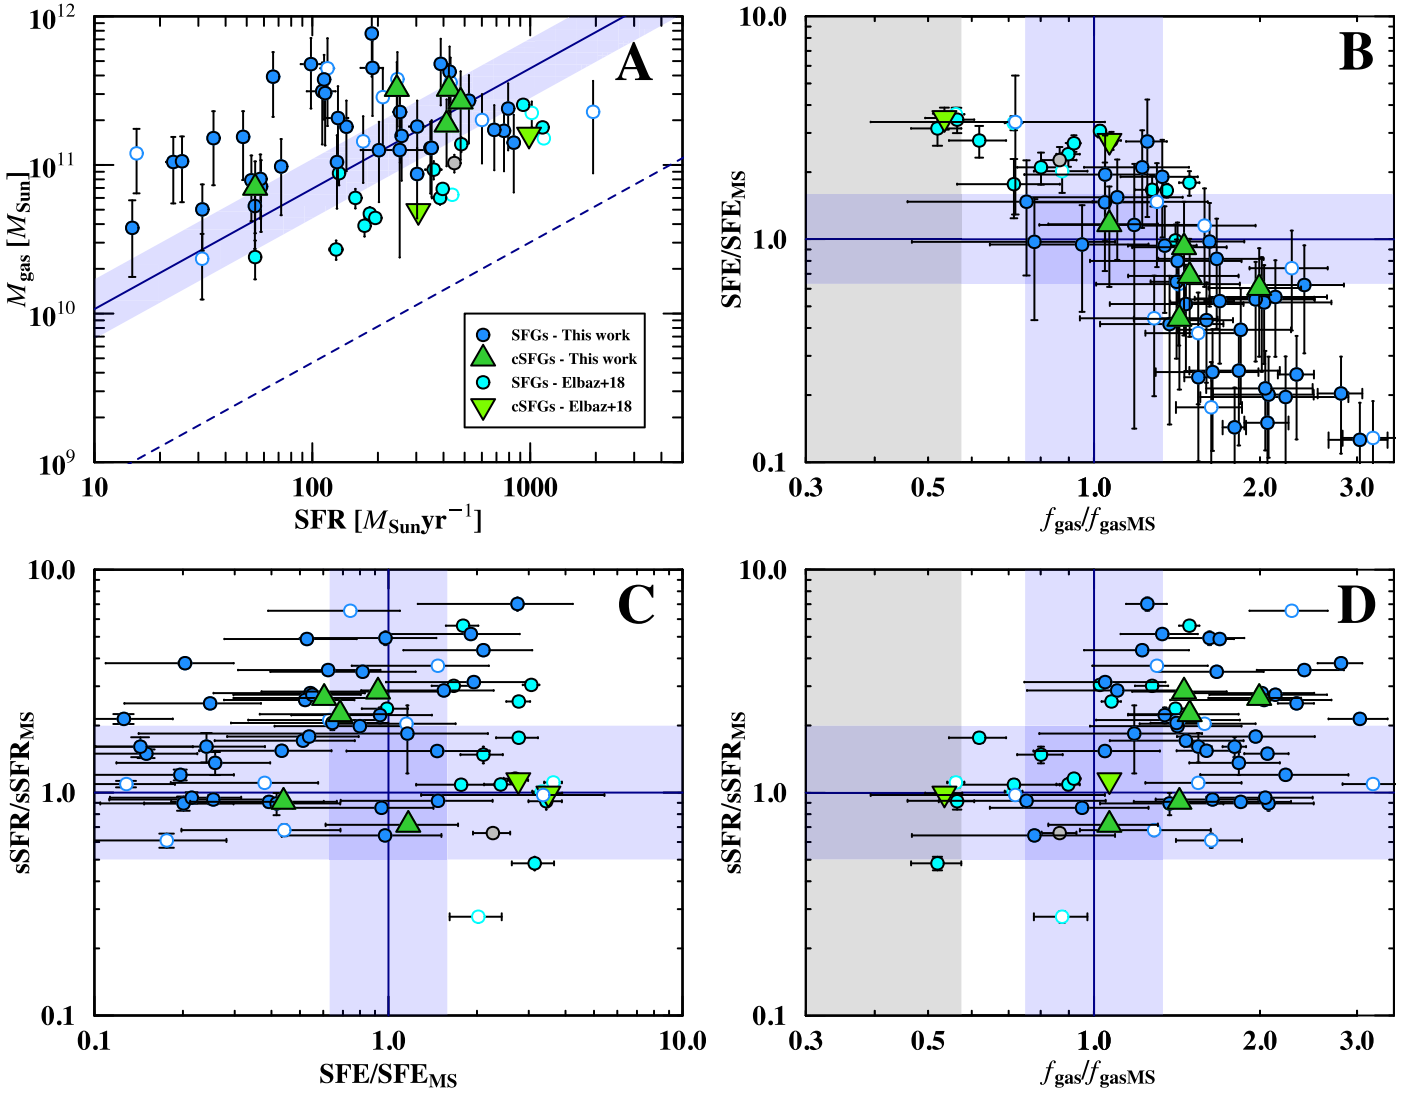 10^12
10^11
10^10
10^9
M_gas [M_Sun]
A
SFGs - This work
cSFGs - This work
SFGs - Elbaz+18
cSFGs - Elbaz+18
10 100 1000
SFR [M_Sun yr^−1]
10.0
1.0
0.1
SFE/SFE_MS
B
0.3 0.5 1.0 2.0 3.0
f_gas/f_gasMS
10.0
1.0
0.1
sSFR/sSFR_MS
C
0.1 1.0 10.0
SFE/SFE_MS
10.0
1.0
0.1
sSFR/sSFR_MS
D
0.3 0.5 1.0 2.0 3.0
f_gas/f_gasMS